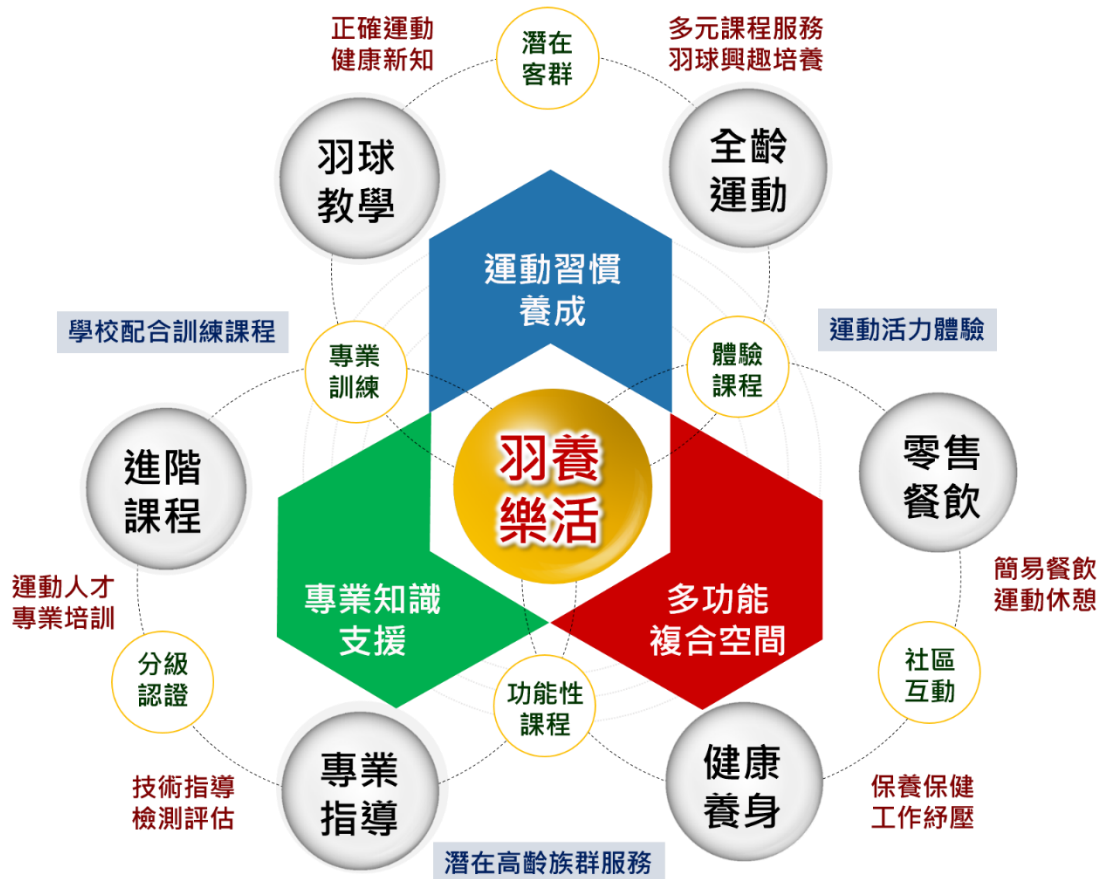 正確運動
健康新知
潛在
客群
多元課程服務
羽球興趣培養
羽球
教學
全齡
運動
運動習慣
養成
學校配合訓練課程
運動活力體驗
專業
訓練
體驗
課程
進階
課程
羽養
樂活
零售
餐飲
運動人才
專業培訓
專業知識
支援
多功能
複合空間
簡易餐飲
運動休憩
分級
認證
功能性
課程
社區
互動
技術指導
檢測評估
專業
指導
健康
養身
保養保健
工作紓壓
潛在高齡族群服務